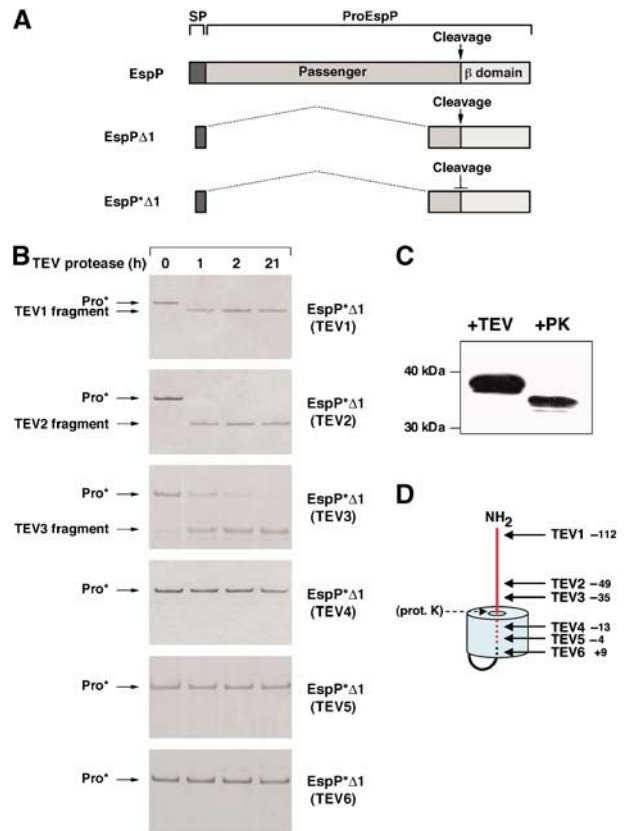 A
SP ProEspP
Cleavage
EspP Passenger β domain
Cleavage
EspPΔ1
Cleavage
EspP*Δ1
B
TEV protease (h) 0 1 2 21
Pro*
TEV1 fragment
EspP*Δ1
(TEV1)
Pro*
TEV2 fragment
EspP*Δ1
(TEV2)
Pro*
TEV3 fragment
EspP*Δ1
(TEV3)
Pro*
EspP*Δ1
(TEV4)
Pro*
EspP*Δ1
(TEV5)
Pro*
EspP*Δ1
(TEV6)
C
+TEV +PK
40 kDa
30 kDa
D
NH2
TEV1 –112
TEV2 –49
TEV3 –35
(prot. K)
TEV4 –13
TEV5 –4
TEV6 +9